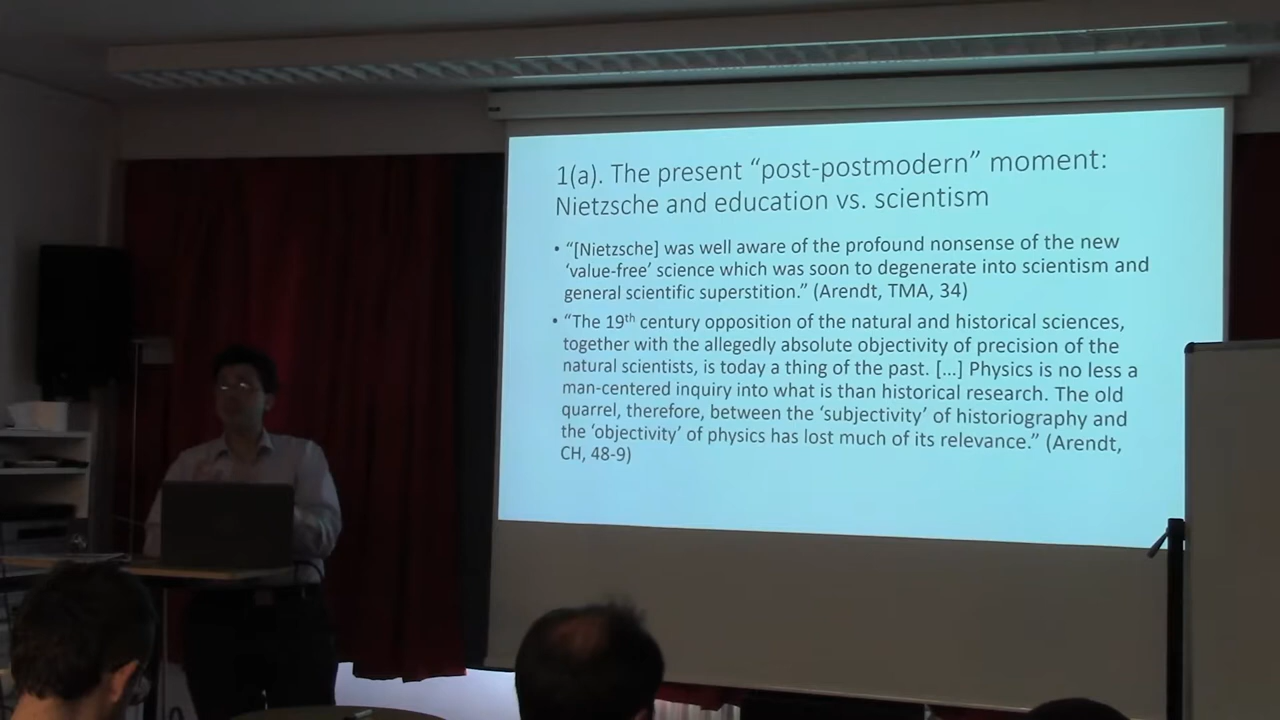 1(a). The present “post-postmodern” moment:
Nietzsche and education vs. scientism
• “[Nietzsche] was well aware of the profound nonsense of the new
‘value-free’ science which was soon to degenerate into scientism and
general scientific superstition.” (Arendt, TMA, 34)
• “The 19th century opposition of the natural and historical sciences,
together with the allegedly absolute objectivity of precision of the
natural scientists, is today a thing of the past. […] Physics is no less a
man-centered inquiry into what is than historical research. The old
quarrel, therefore, between the ‘subjectivity’ of historiography and
the ‘objectivity’ of physics has lost much of its relevance.” (Arendt,
CH, 48-9)